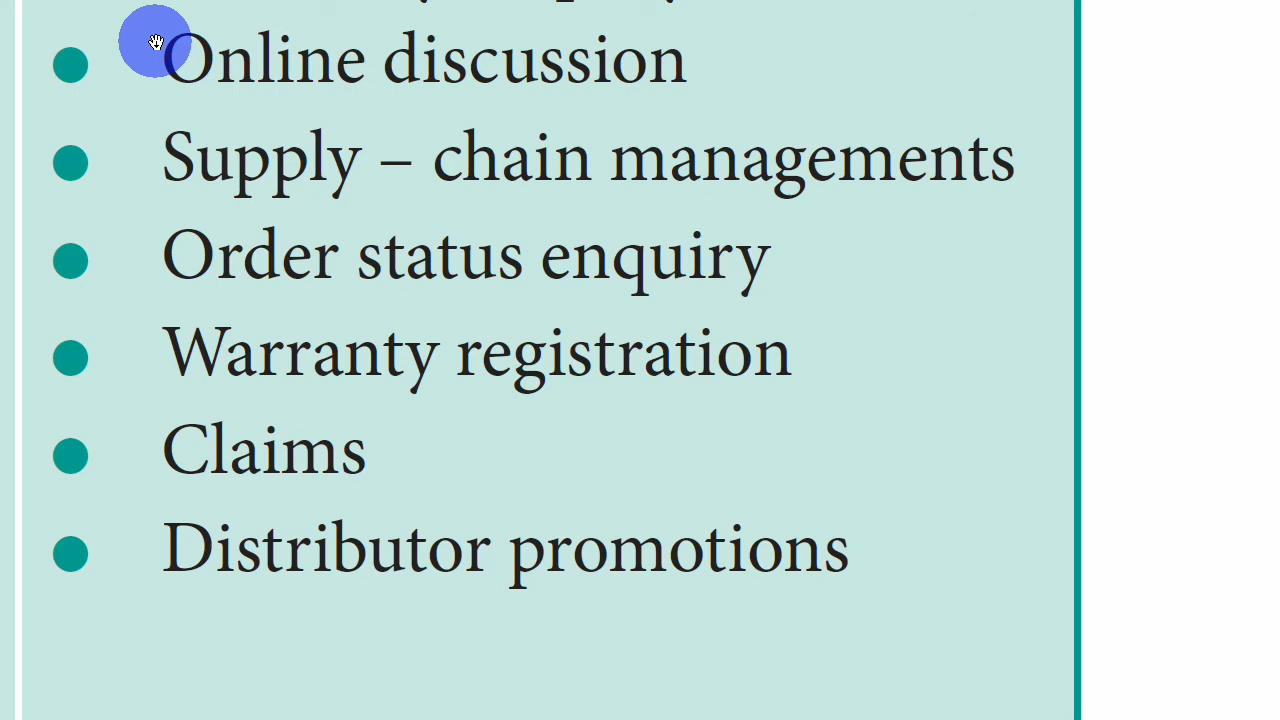 Online discussion
Supply – chain managements
Order status enquiry
Warranty registration
Claims
Distributor promotions